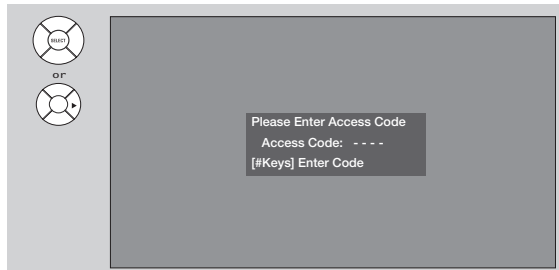 SELECT
or
Please Enter Access Code
Access Code: - - - -
[#Keys] Enter Code